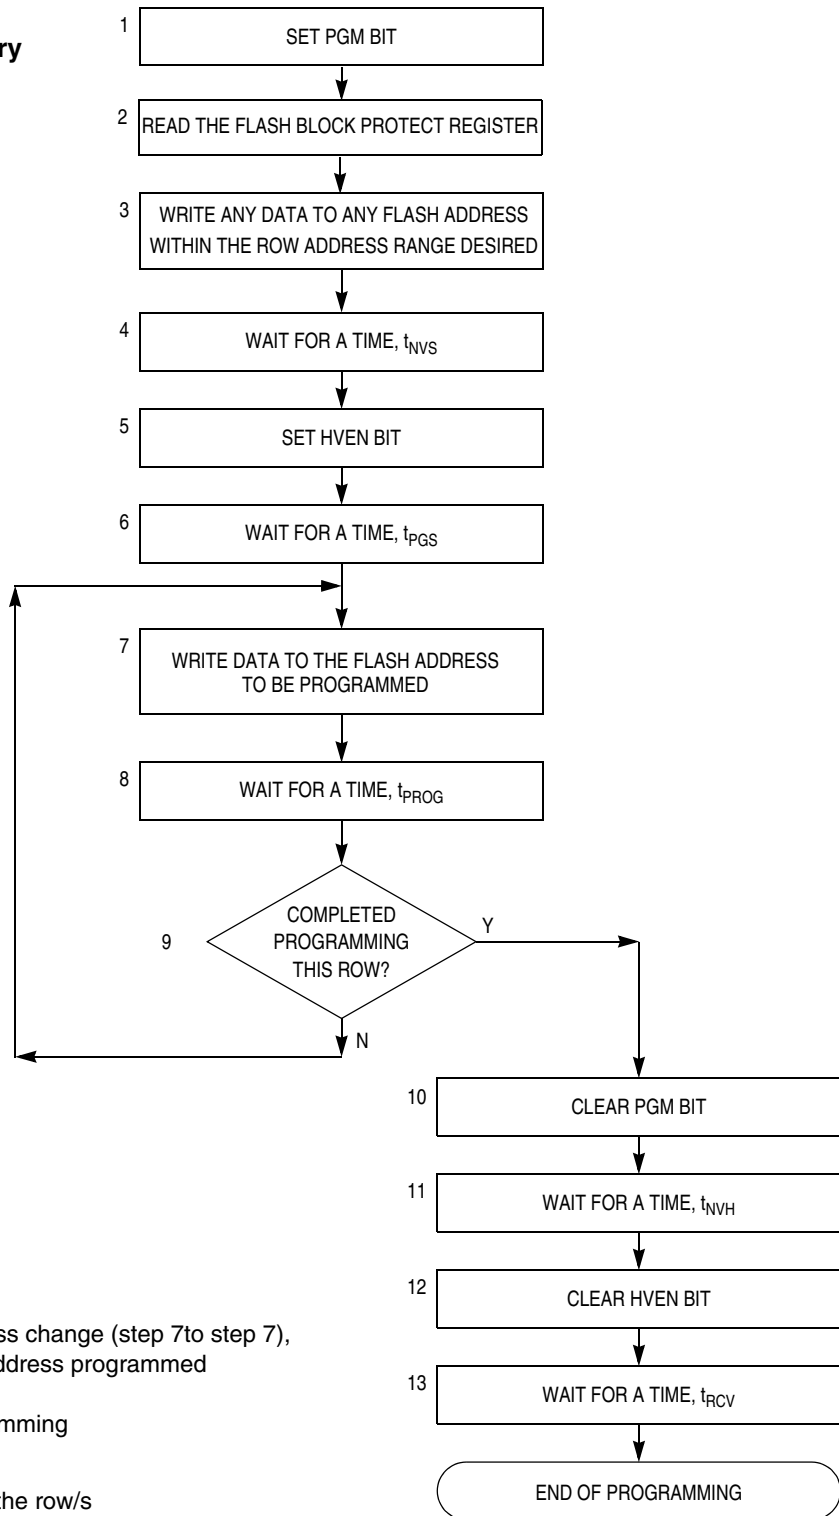 ry
1
SET PGM BIT
2
READ THE FLASH BLOCK PROTECT REGISTER
3
WRITE ANY DATA TO ANY FLASH ADDRESS
WITHIN THE ROW ADDRESS RANGE DESIRED
4
WAIT FOR A TIME, tNVS
5
SET HVEN BIT
6
WAIT FOR A TIME, tPGS
7
WRITE DATA TO THE FLASH ADDRESS
TO BE PROGRAMMED
8
WAIT FOR A TIME, tPROG
9
COMPLETED
PROGRAMMING
THIS ROW?
Y
N
10
CLEAR PGM BIT
11
WAIT FOR A TIME, tNVH
12
CLEAR HVEN BIT
13
WAIT FOR A TIME, tRCV
END OF PROGRAMMING
ss change (step 7to step 7),
ddress programmed
mming
the row/s